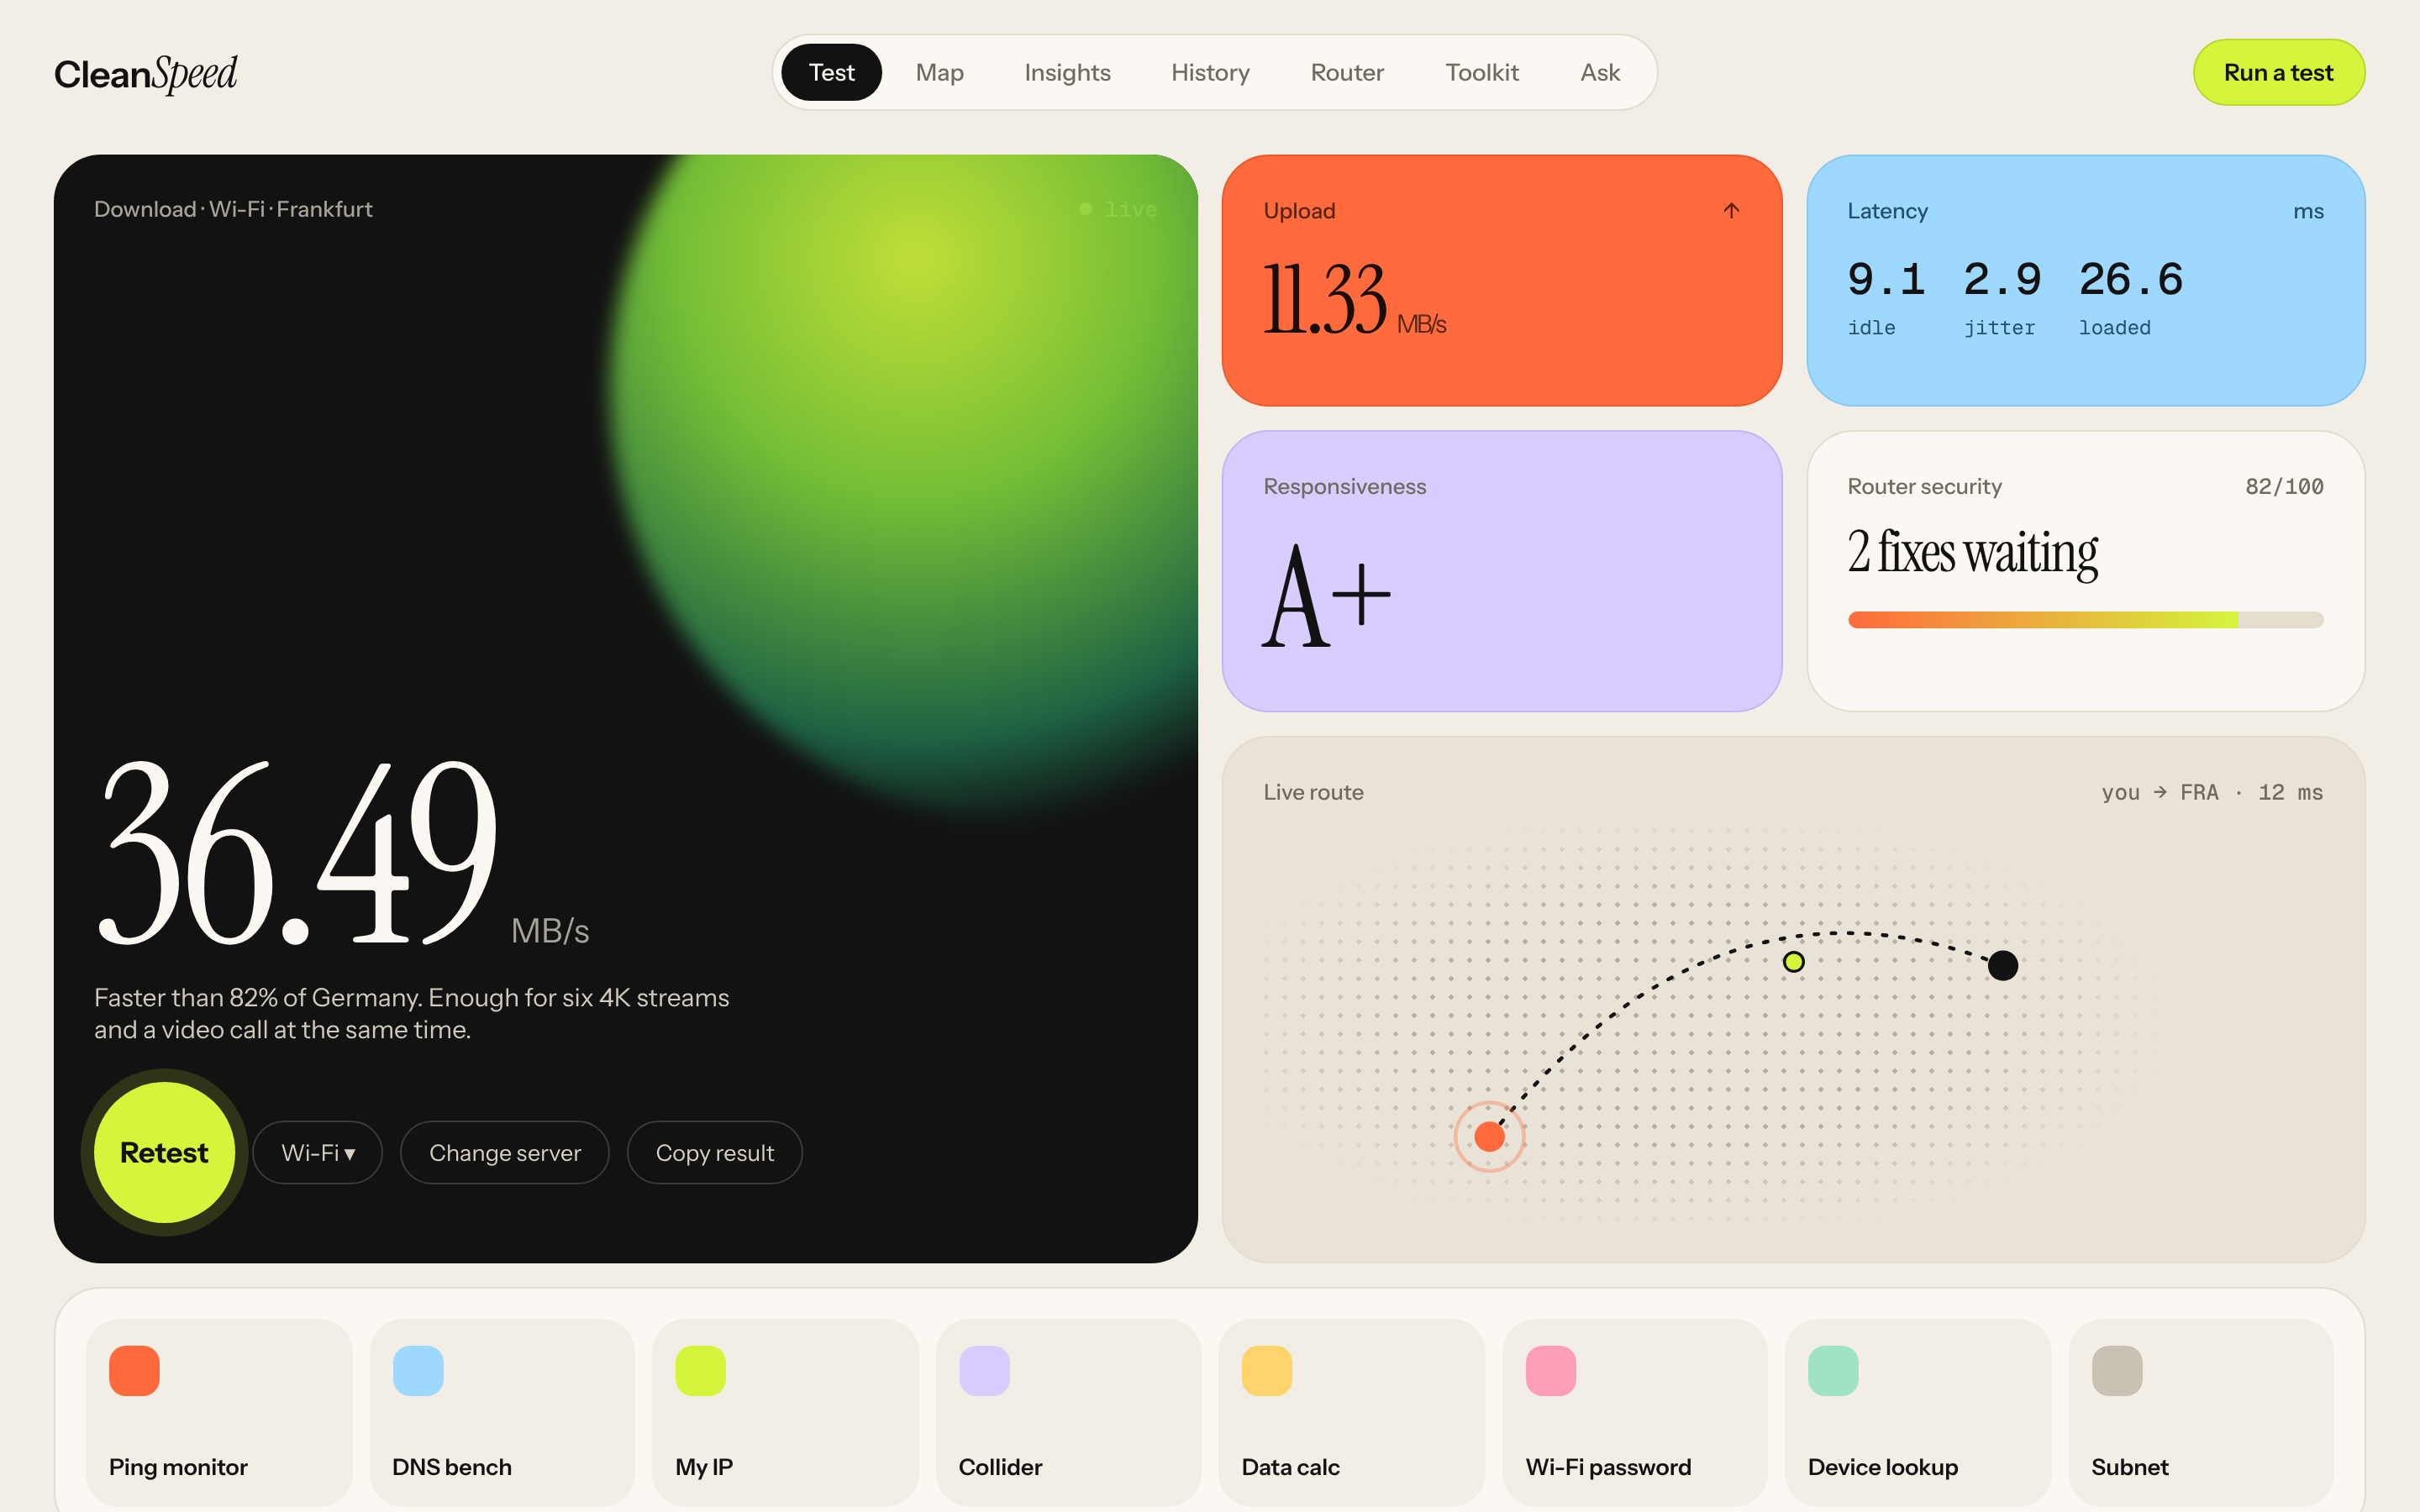 CleanSpeed
Test Map Insights History Router Toolkit Ask
Run a test
Download · Wi-Fi · Frankfurt
live
36.49 MB/s
Faster than 82% of Germany. Enough for six 4K streams
and a video call at the same time.
Retest
Wi-Fi ▾
Change server
Copy result
Upload ↑
11.33 MB/s
Latency ms
9.1 2.9 26.6
idle jitter loaded
Responsiveness
A+
Router security 82/100
2 fixes waiting
Live route you → FRA · 12 ms
Ping monitor
DNS bench
My IP
Collider
Data calc
Wi-Fi password
Device lookup
Subnet